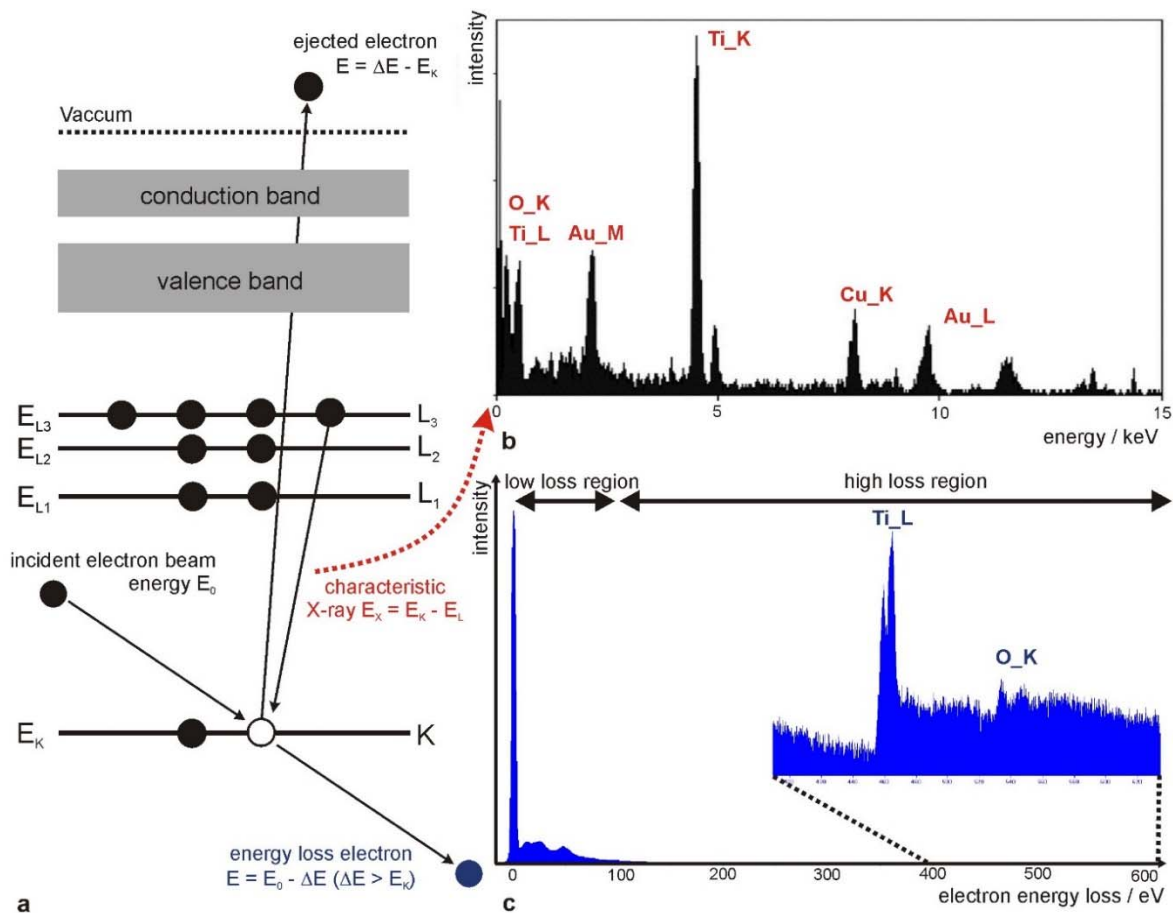 ejected electron
E = ΔE - E_K
Vaccum
conduction band
valence band
E_L3
L_3
E_L2
L_2
E_L1
L_1
incident electron beam
energy E_0
characteristic
X-ray E_X = E_K - E_L
E_K
K
energy loss electron
E = E_0 - ΔE (ΔE > E_K)
a
intensity
Ti_K
O_K
Ti_L
Au_M
Cu_K
Au_L
0
5
10
15
b
energy / keV
low loss region
high loss region
intensity
Ti_L
O_K
0
100
200
300
400
500
600
c
electron energy loss / eV